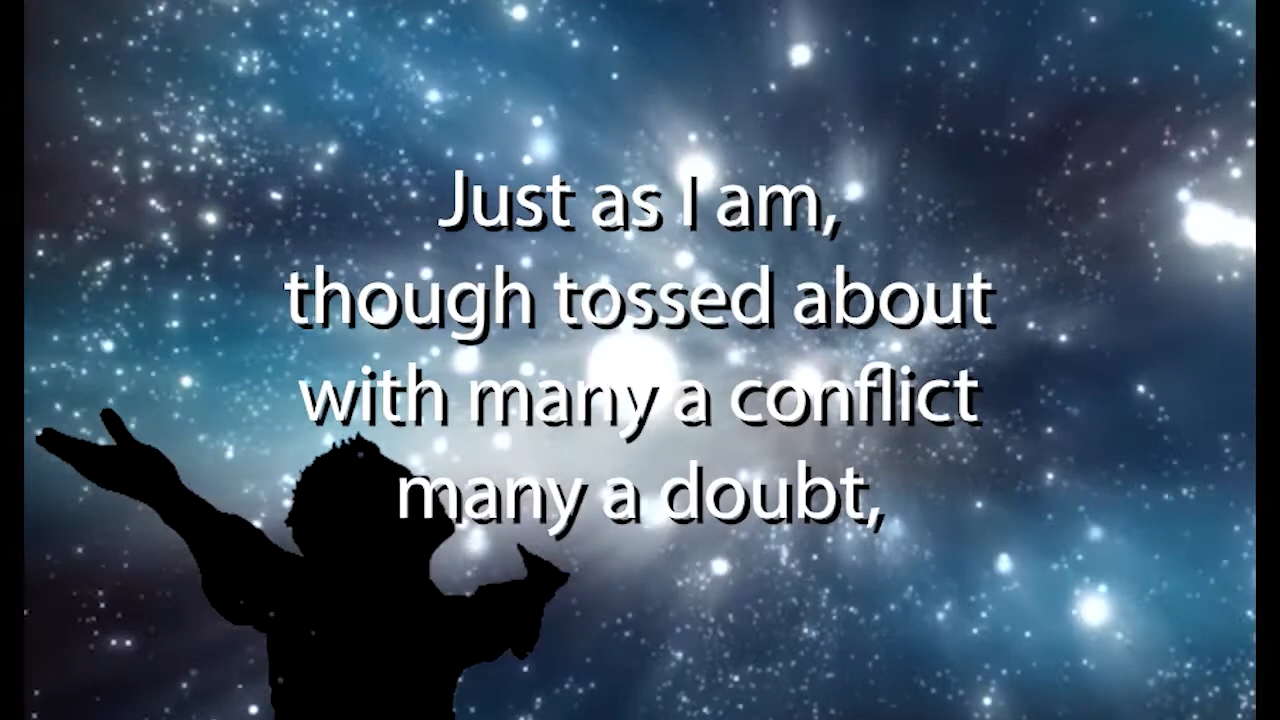 Just as I am,
though tossed about
with many a conflict
many a doubt,